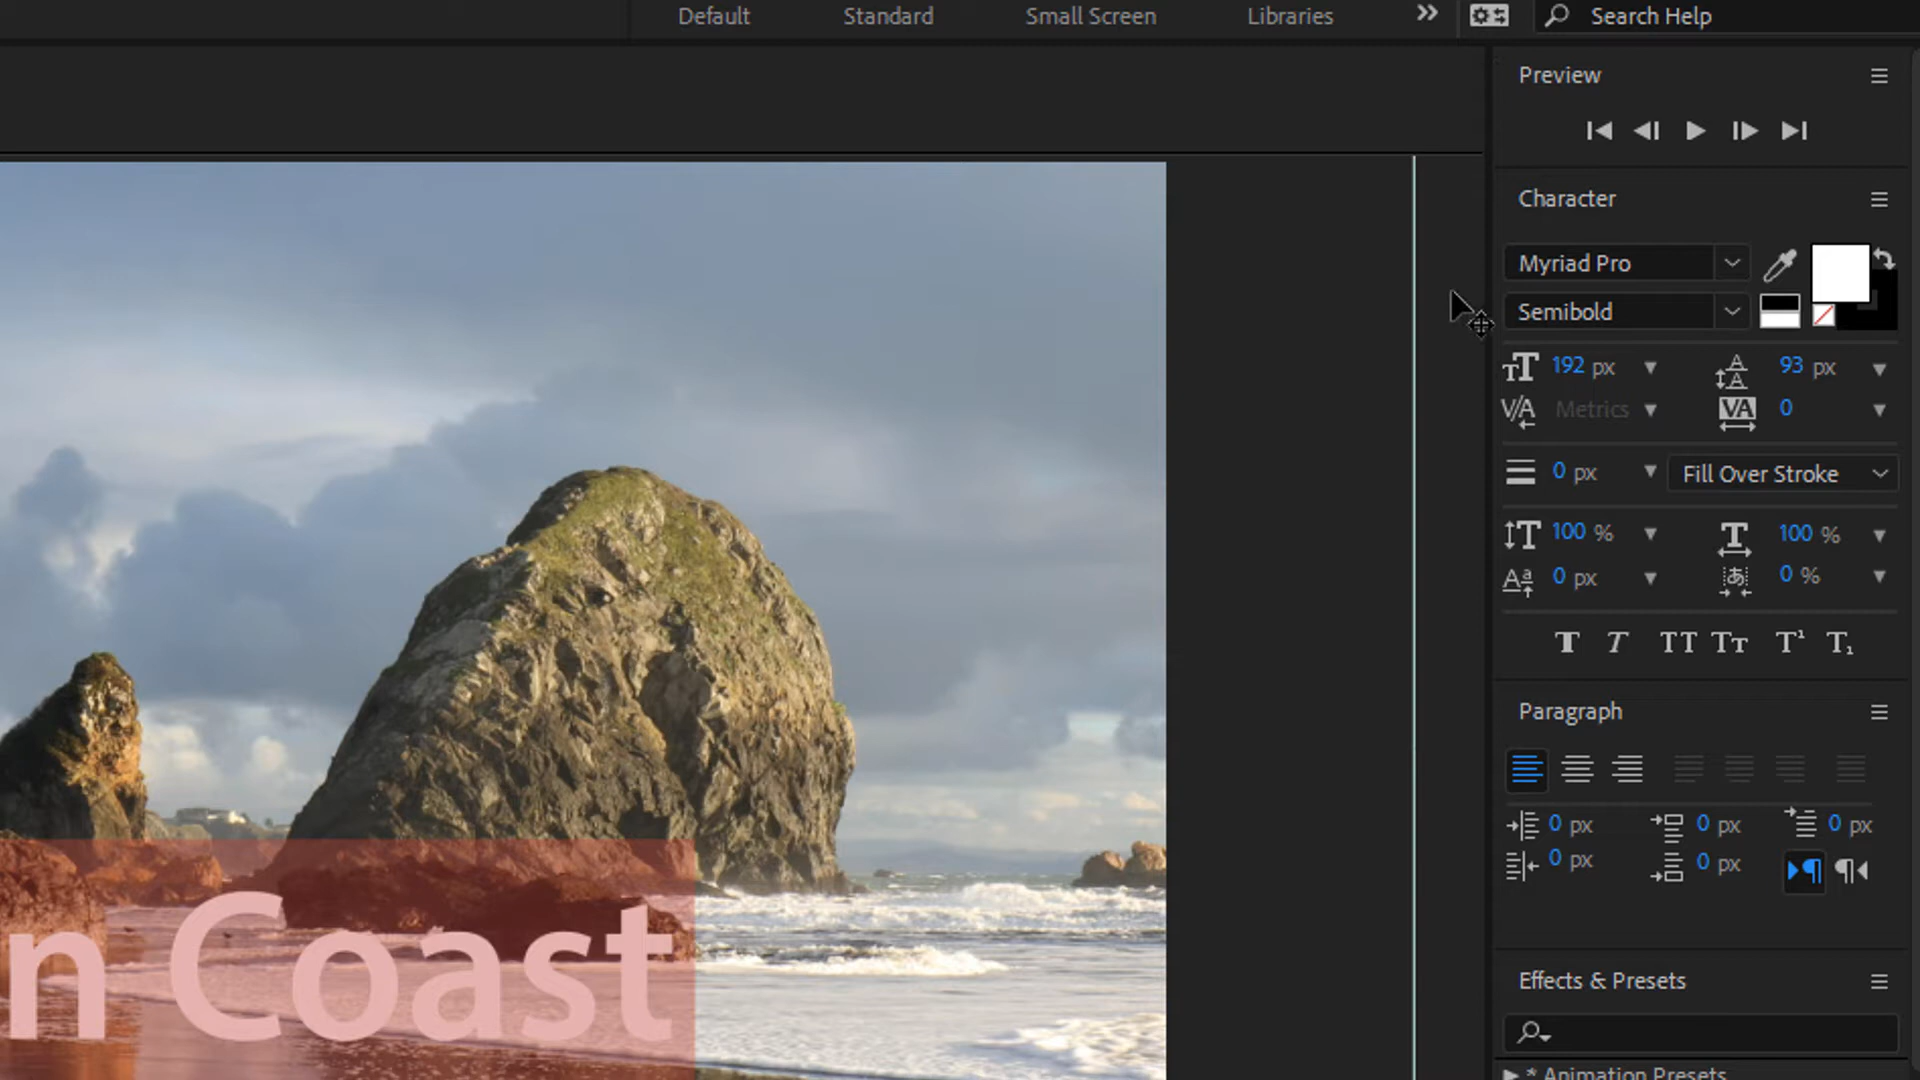 Default Standard Small Screen Libraries Search Help
Preview
Character
Myriad Pro
Semibold
192 px 93 px
Metrics 0
0 px Fill Over Stroke
100 % 100 %
0 px 0 %
Paragraph
0 px 0 px 0 px
0 px 0 px
n Coast
Effects & Presets
* Animation Presets